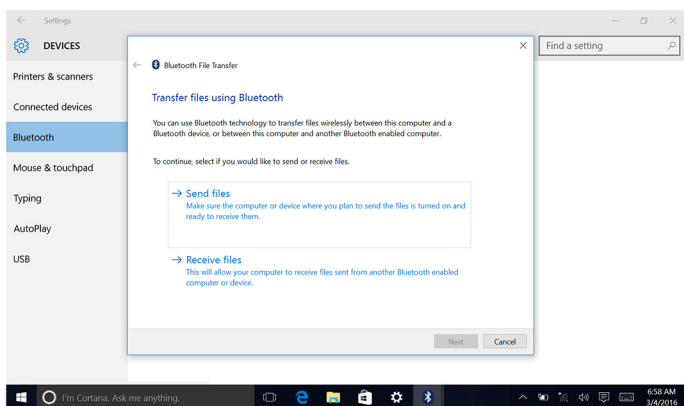 Settings
DEVICES
Find a setting
Printers & scanners
Connected devices
Bluetooth
Mouse & touchpad
Typing
AutoPlay
USB
Bluetooth File Transfer
Transfer files using Bluetooth
You can use Bluetooth technology to transfer files wirelessly between this computer and a
Bluetooth device, or between this computer and another Bluetooth enabled computer.
To continue, select if you would like to send or receive files.
Send files
Make sure the computer or device where you plan to send the files is turned on and
ready to receive them.
Receive files
This will allow your computer to receive files sent from another Bluetooth enabled
computer or device.
Next
Cancel
I'm Cortana. Ask me anything.
6:58 AM
3/4/2016